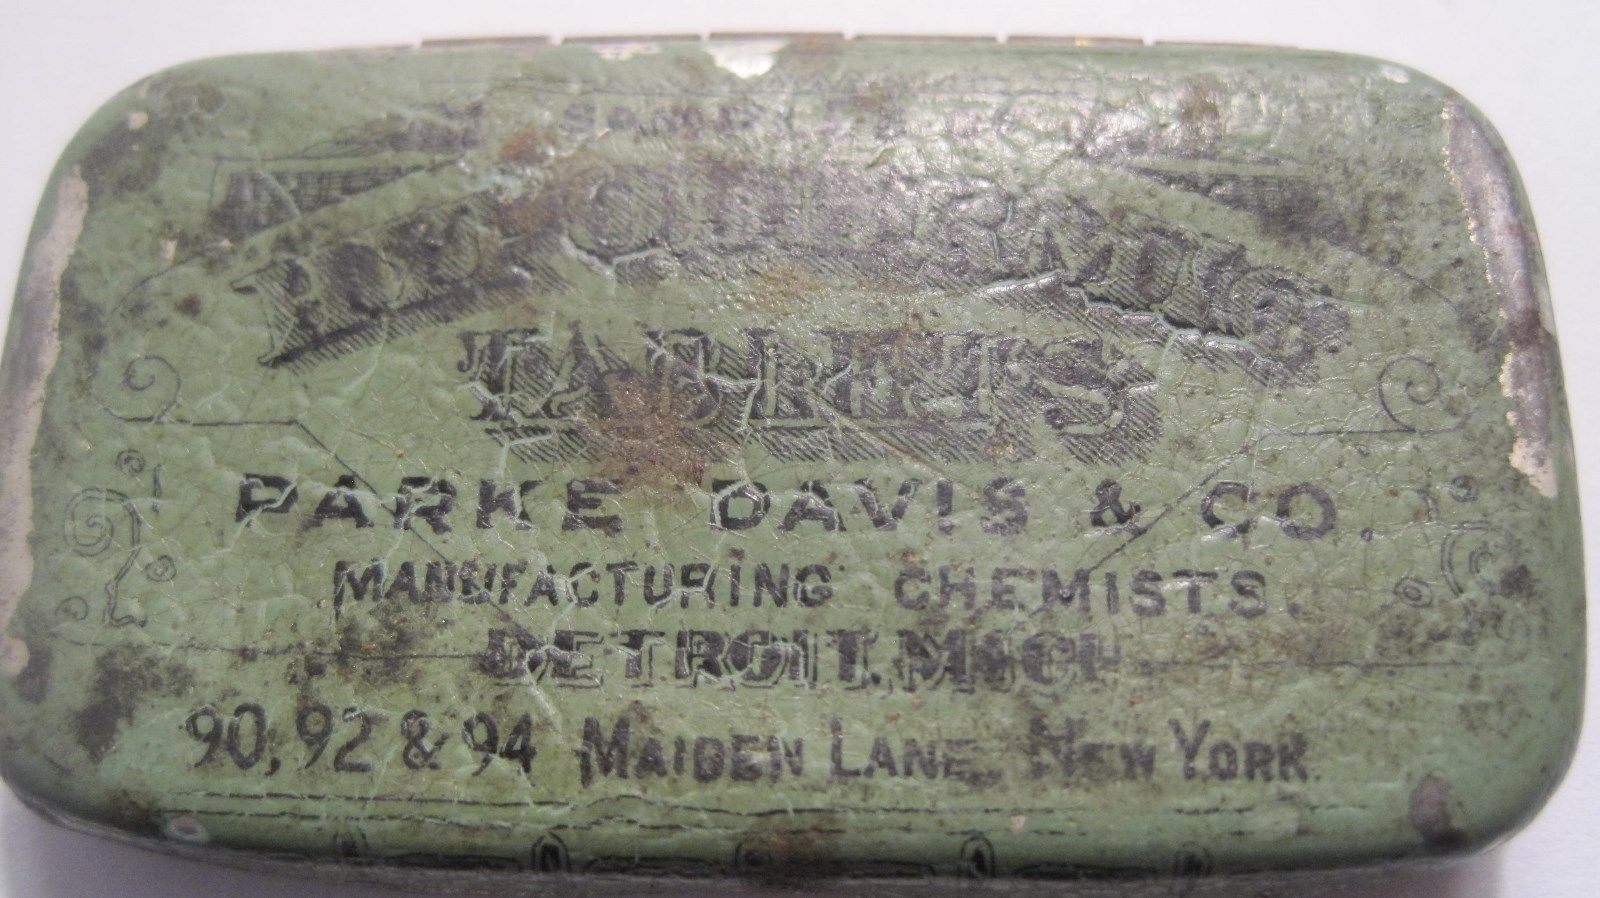 TABLETS
PARKE DAVIS & CO.
MANUFACTURING CHEMISTS.
DETROIT, MICH.
90, 92 & 94 MAIDEN LANE, NEW YORK.